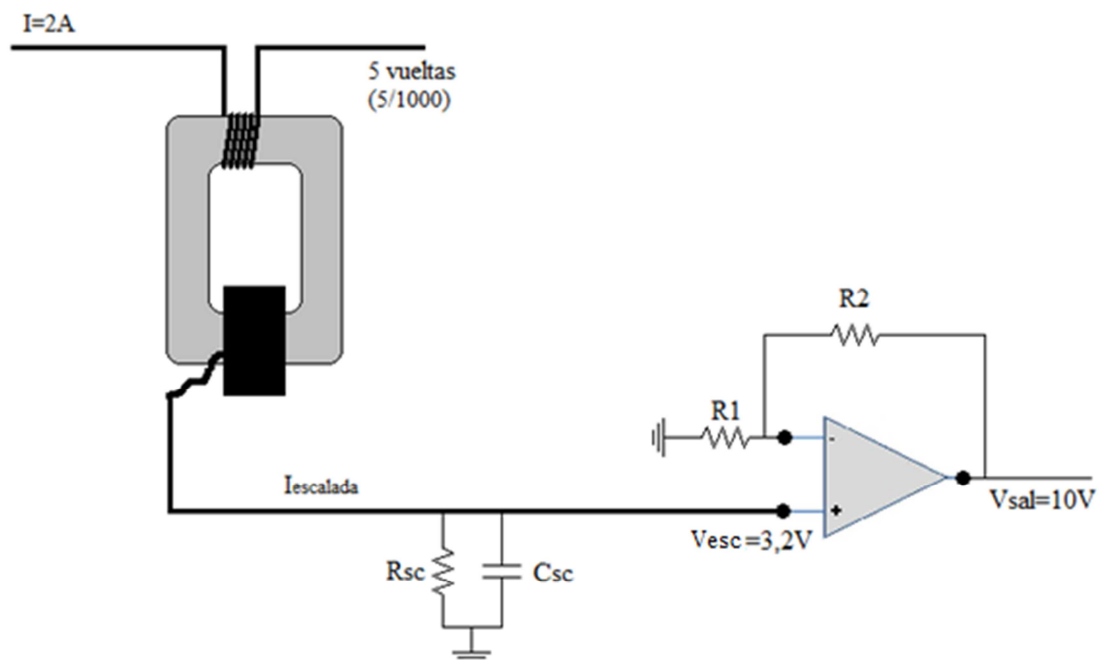 I=2A
5 vueltas
(5/1000)
R2
R1
-
Iescalada
+
Vsal=10V
Vesc=3,2V
Rsc
Csc